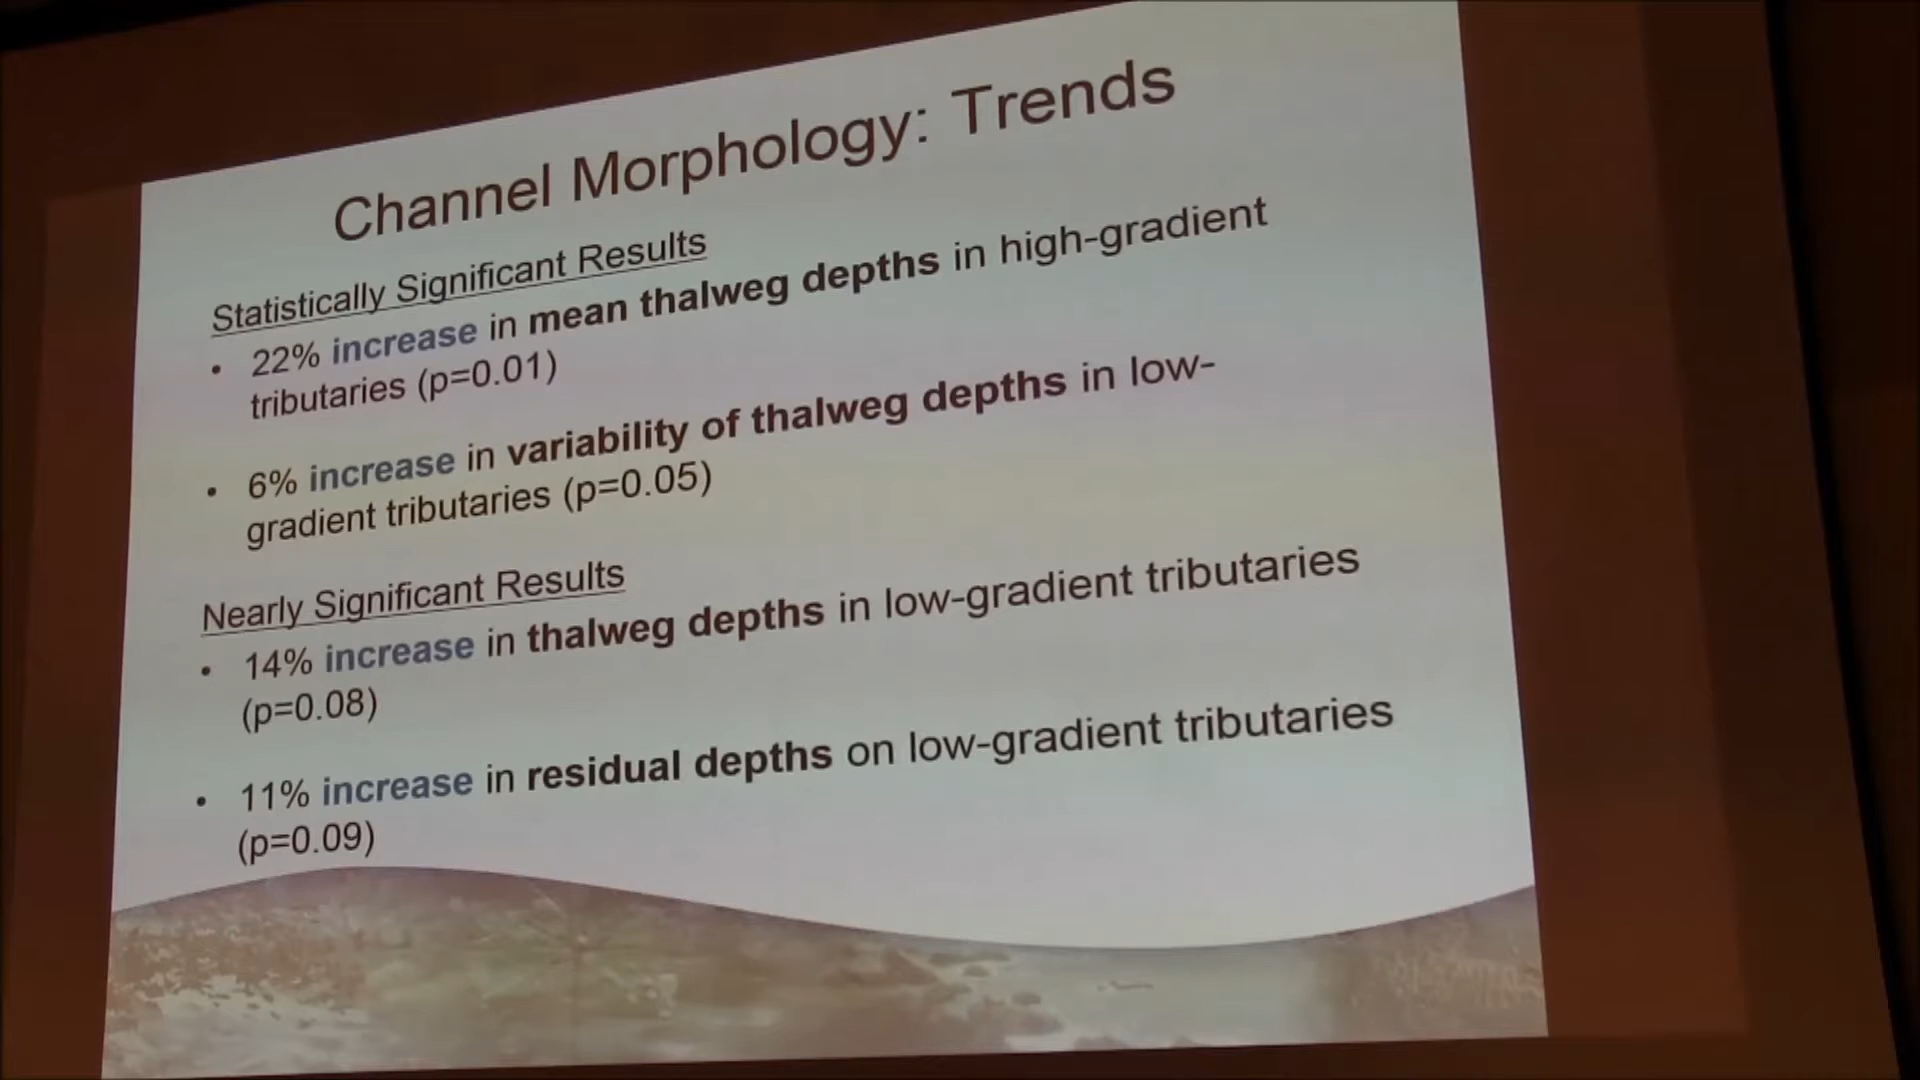 Channel Morphology: Trends
Statistically Significant Results
• 22% increase in mean thalweg depths in high-gradient
tributaries (p=0.01)
• 6% increase in variability of thalweg depths in low-
gradient tributaries (p=0.05)
Nearly Significant Results
• 14% increase in thalweg depths in low-gradient tributaries
(p=0.08)
• 11% increase in residual depths on low-gradient tributaries
(p=0.09)